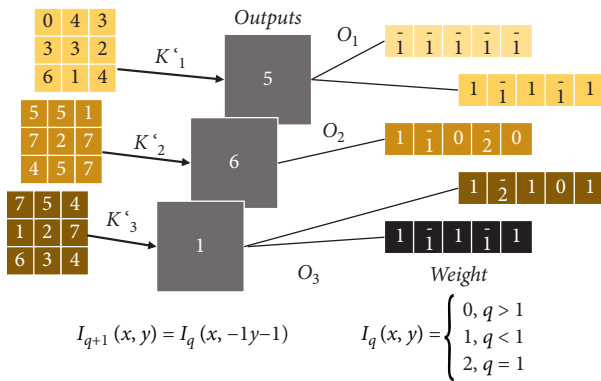 Outputs
0 4 3
3 3 2
6 1 4
K‘1
5
O1
1̄ 1̄ 1̄ 1̄ 1̄
1 1̄ 1 1̄ 1
5 5 1
7 2 7
4 5 7
K‘2
6
O2
1 1̄ 0 2̄ 0
7 5 4
1 2 7
6 3 4
K‘3
1
O3
1 2̄ 1 0 1
1 1̄ 1 1̄ 1
Weight
Iq+1 (x, y) = Iq (x, -1y-1)
Iq (x, y) = {
0, q > 1
1, q < 1
2, q = 1